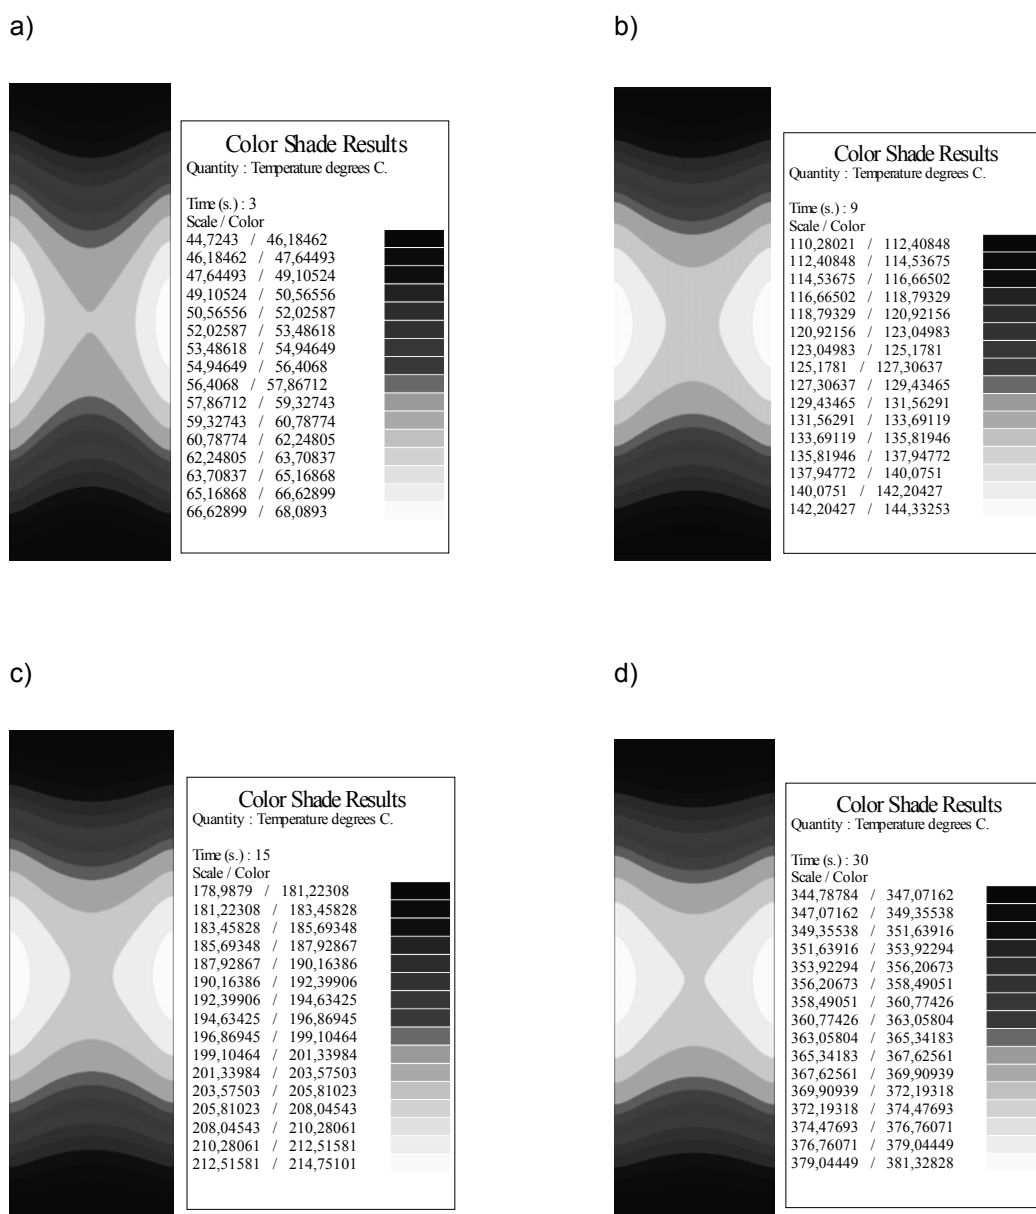 a)
Color Shade Results
Quantity : Temperature degrees C.
Time (s.) : 3
Scale / Color
44,7243 / 46,18462
46,18462 / 47,64493
47,64493 / 49,10524
49,10524 / 50,56556
50,56556 / 52,02587
52,02587 / 53,48618
53,48618 / 54,94649
54,94649 / 56,4068
56,4068 / 57,86712
57,86712 / 59,32743
59,32743 / 60,78774
60,78774 / 62,24805
62,24805 / 63,70837
63,70837 / 65,16868
65,16868 / 66,62899
66,62899 / 68,0893
b)
Color Shade Results
Quantity : Temperature degrees C.
Time (s.) : 9
Scale / Color
110,28021 / 112,40848
112,40848 / 114,53675
114,53675 / 116,66502
116,66502 / 118,79329
118,79329 / 120,92156
120,92156 / 123,04983
123,04983 / 125,1781
125,1781 / 127,30637
127,30637 / 129,43465
129,43465 / 131,56291
131,56291 / 133,69119
133,69119 / 135,81946
135,81946 / 137,94772
137,94772 / 140,0751
140,0751 / 142,20427
142,20427 / 144,33253
c)
Color Shade Results
Quantity : Temperature degrees C.
Time (s.) : 15
Scale / Color
178,9879 / 181,22308
181,22308 / 183,45828
183,45828 / 185,69348
185,69348 / 187,92867
187,92867 / 190,16386
190,16386 / 192,39906
192,39906 / 194,63425
194,63425 / 196,86945
196,86945 / 199,10464
199,10464 / 201,33984
201,33984 / 203,57503
203,57503 / 205,81023
205,81023 / 208,04543
208,04543 / 210,28061
210,28061 / 212,51581
212,51581 / 214,75101
d)
Color Shade Results
Quantity : Temperature degrees C.
Time (s.) : 30
Scale / Color
344,78784 / 347,07162
347,07162 / 349,35538
349,35538 / 351,63916
351,63916 / 353,92294
353,92294 / 356,20673
356,20673 / 358,49051
358,49051 / 360,77426
360,77426 / 363,05804
363,05804 / 365,34183
365,34183 / 367,62561
367,62561 / 369,90939
369,90939 / 372,19318
372,19318 / 374,47693
374,47693 / 376,76071
376,76071 / 379,04449
379,04449 / 381,32828